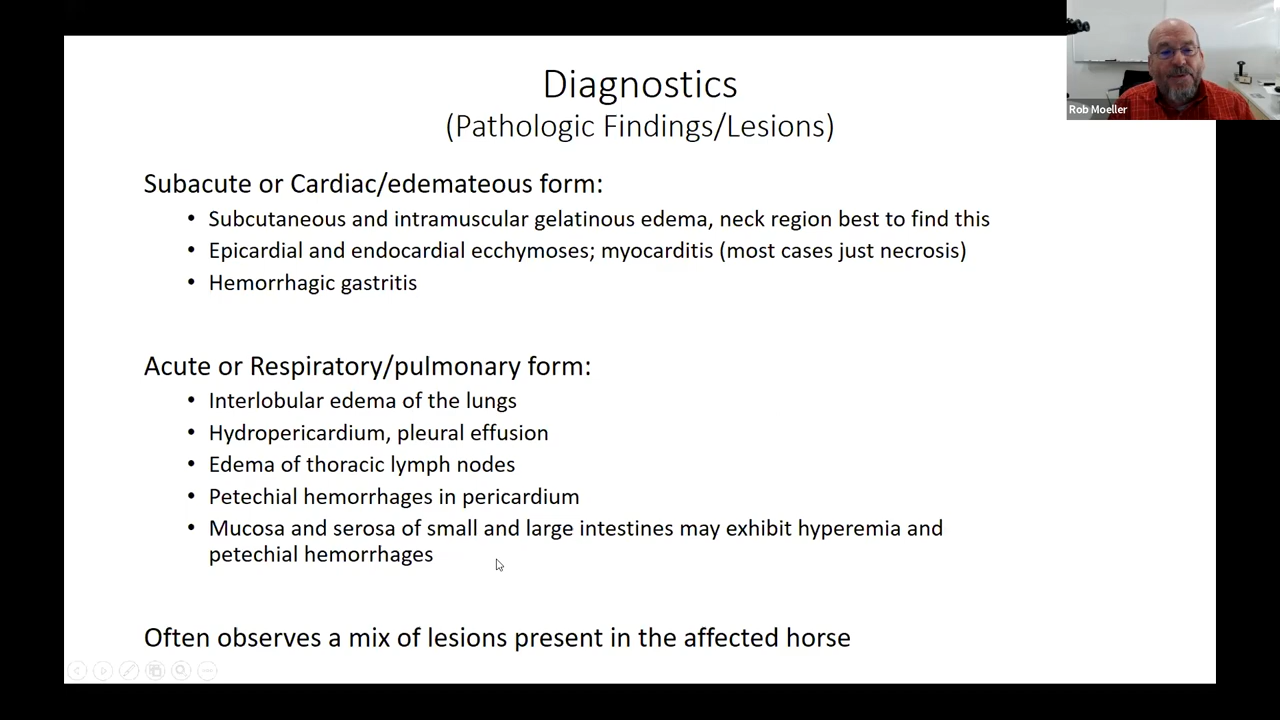 Diagnostics
(Pathologic Findings/Lesions)
Rob Moeller
Subacute or Cardiac/edemateous form:
• Subcutaneous and intramuscular gelatinous edema, neck region best to find this
• Epicardial and endocardial ecchymoses; myocarditis (most cases just necrosis)
• Hemorrhagic gastritis
Acute or Respiratory/pulmonary form:
• Interlobular edema of the lungs
• Hydropericardium, pleural effusion
• Edema of thoracic lymph nodes
• Petechial hemorrhages in pericardium
• Mucosa and serosa of small and large intestines may exhibit hyperemia and
petechial hemorrhages
Often observes a mix of lesions present in the affected horse